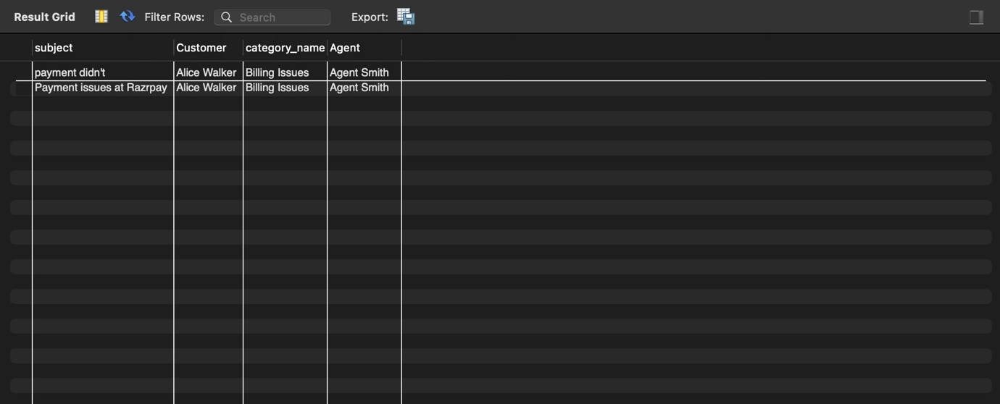 Result Grid Filter Rows: Search Export:
subject Customer category_name Agent
payment didn't Alice Walker Billing Issues Agent Smith
Payment issues at Razrpay Alice Walker Billing Issues Agent Smith